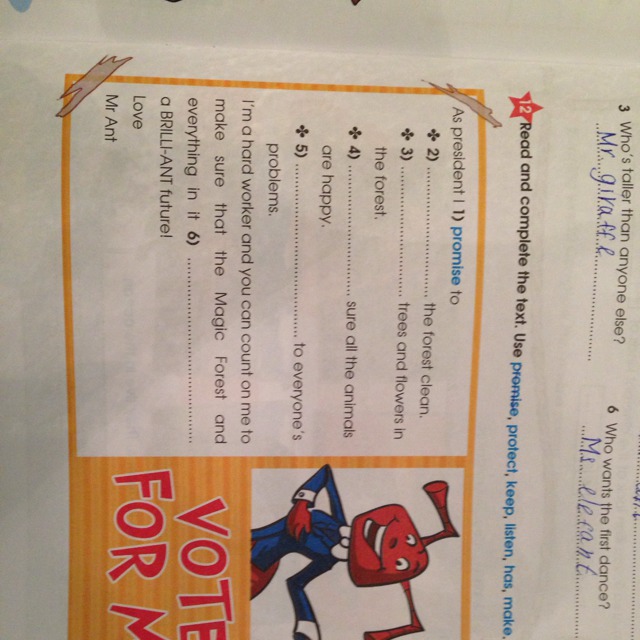 3 Who's taller than anyone else?
Mr giraffe
6 Who wants the first dance?
12 Read and complete the text. Use promise, protect, keep, listen, has, make.
As president I 1) promise to
❖ 2) .......................... the forest clean.
❖ 3) .......................... trees and flowers in
the forest.
❖ 4) .......................... sure all the animals
are happy.
❖ 5) .................................. to everyone's
problems.
I'm a hard worker and you can count on me to
make sure that the Magic Forest and
everything in it 6) ...................................
a BRILLI-ANT future!
Love
Mr Ant
VOTE
FOR M